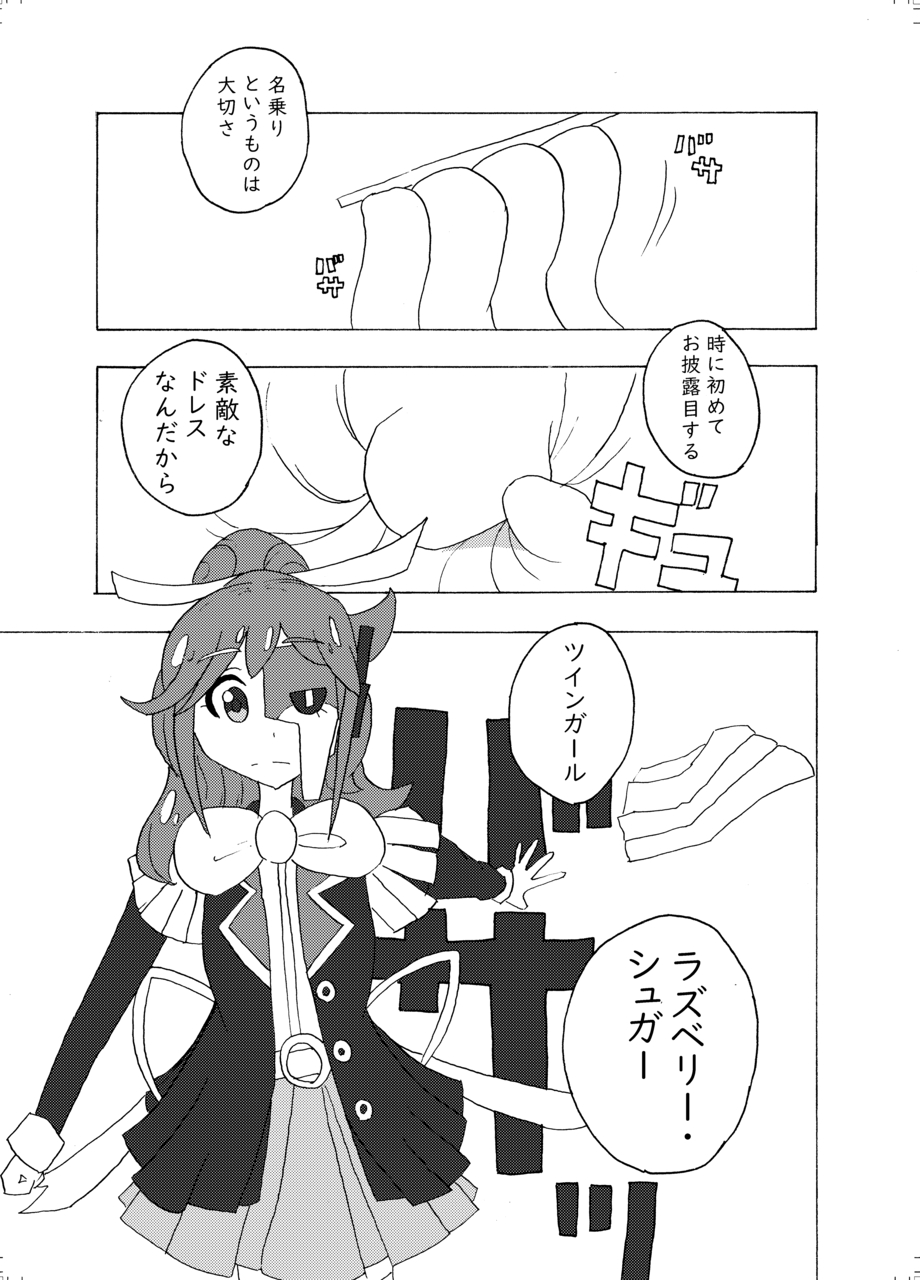 名乗り
というものは
大切さ
バサ
バサ
時に初めて
お披露目する
素敵な
ドレス
なんだから
ギュ
ツインガール
バサッ
ラズベリー・
シュガー